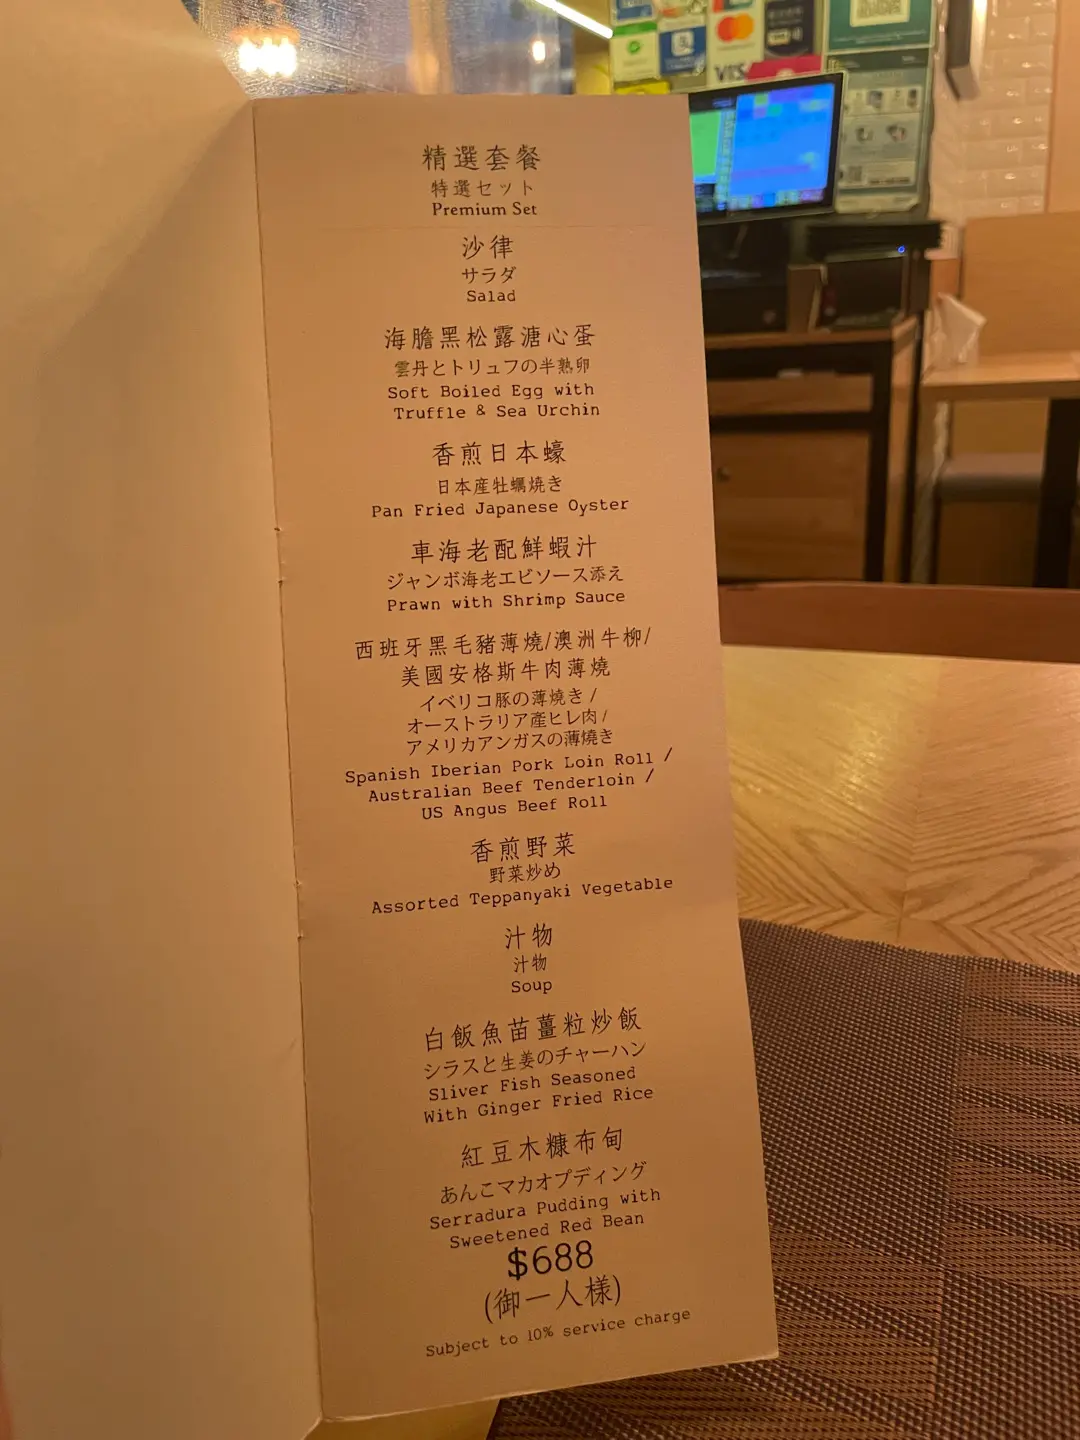 VISA
精選套餐
特選セット
Premium Set
沙律
サラダ
Salad
海膽黑松露溏心蛋
雲丹とトリュフの半熟卵
Soft Boiled Egg with
Truffle & Sea Urchin
香煎日本蠔
日本産牡蠣焼き
Pan Fried Japanese Oyster
車海老配鮮蝦汁
ジャンボ海老エビソース添え
Prawn with Shrimp Sauce
西班牙黑毛豬薄燒/澳洲牛柳/
美國安格斯牛肉薄燒
イベリコ豚の薄焼き/
オーストラリア産ヒレ肉/
アメリカアンガスの薄焼き
Spanish Iberian Pork Loin Roll /
Australian Beef Tenderloin /
US Angus Beef Roll
香煎野菜
野菜炒め
Assorted Teppanyaki Vegetable
汁物
汁物
Soup
白飯魚苗薑粒炒飯
シラスと生姜のチャーハン
Sliver Fish Seasoned
With Ginger Fried Rice
紅豆木糠布甸
あんこマカオプディング
Serradura Pudding with
Sweetened Red Bean
$688
(御一人様)
Subject to 10% service charge